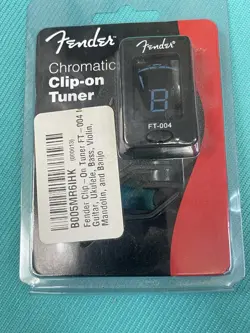 Fender
Chromatic
Clip-on
Tuner
Fender
B
FT-004
B005MR6IHK
Fender Clip-On Tuner FT-004 f
Guitar, Ukulele, Bass, Violin,
Mandolin, and Banjo